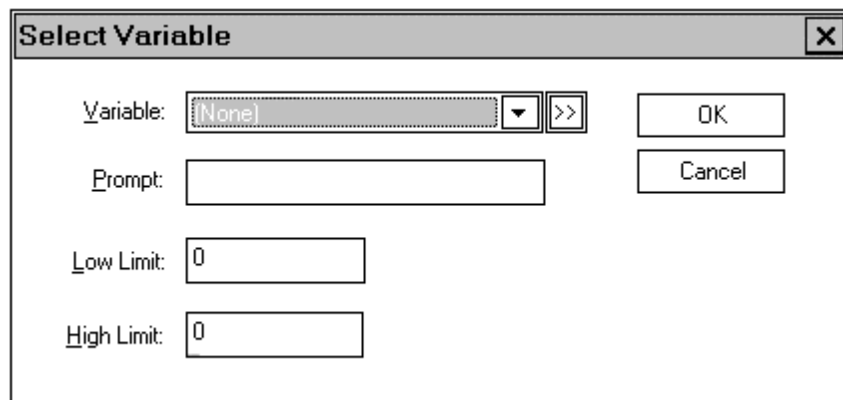 Select Variable
Variable: (None) >> OK
Prompt: Cancel
Low Limit: 0
High Limit: 0